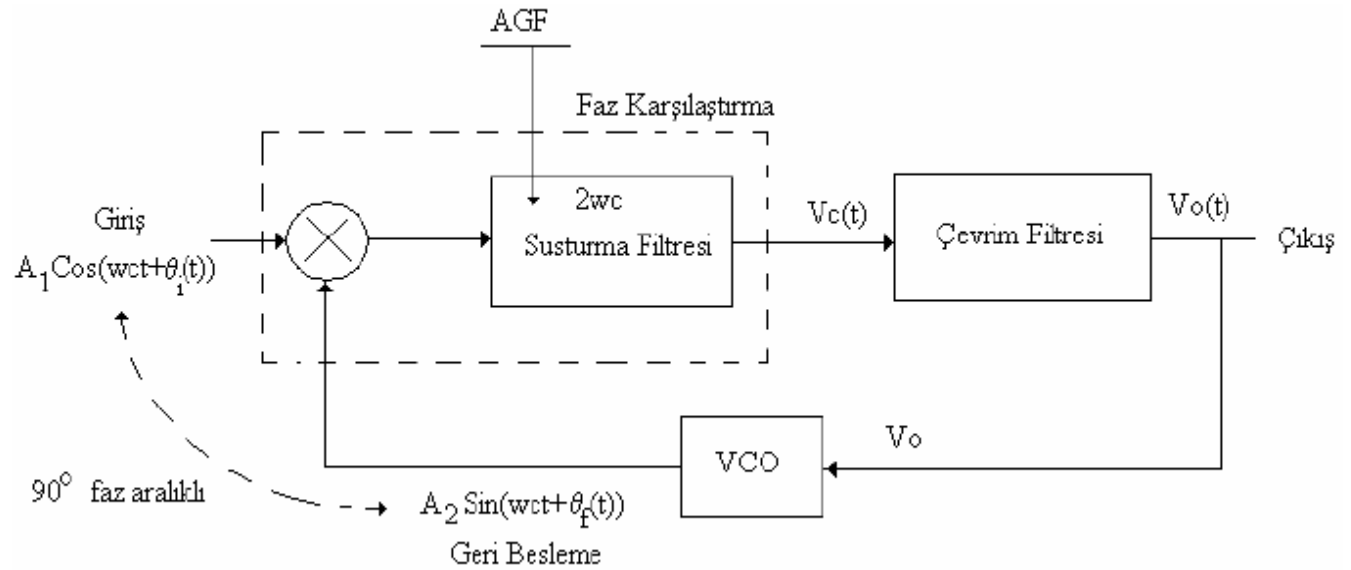 AGF
Faz Karşılaştırma
Giriş
A₁Cos(wct+θᵢ(t))
2wc
Susturma Filtresi
Vc(t)
Çevrim Filtresi
Vo(t)
Çıkış
VCO
Vo
90° faz aralıklı
A₂ Sin(wct+θ_f(t))
Geri Besleme